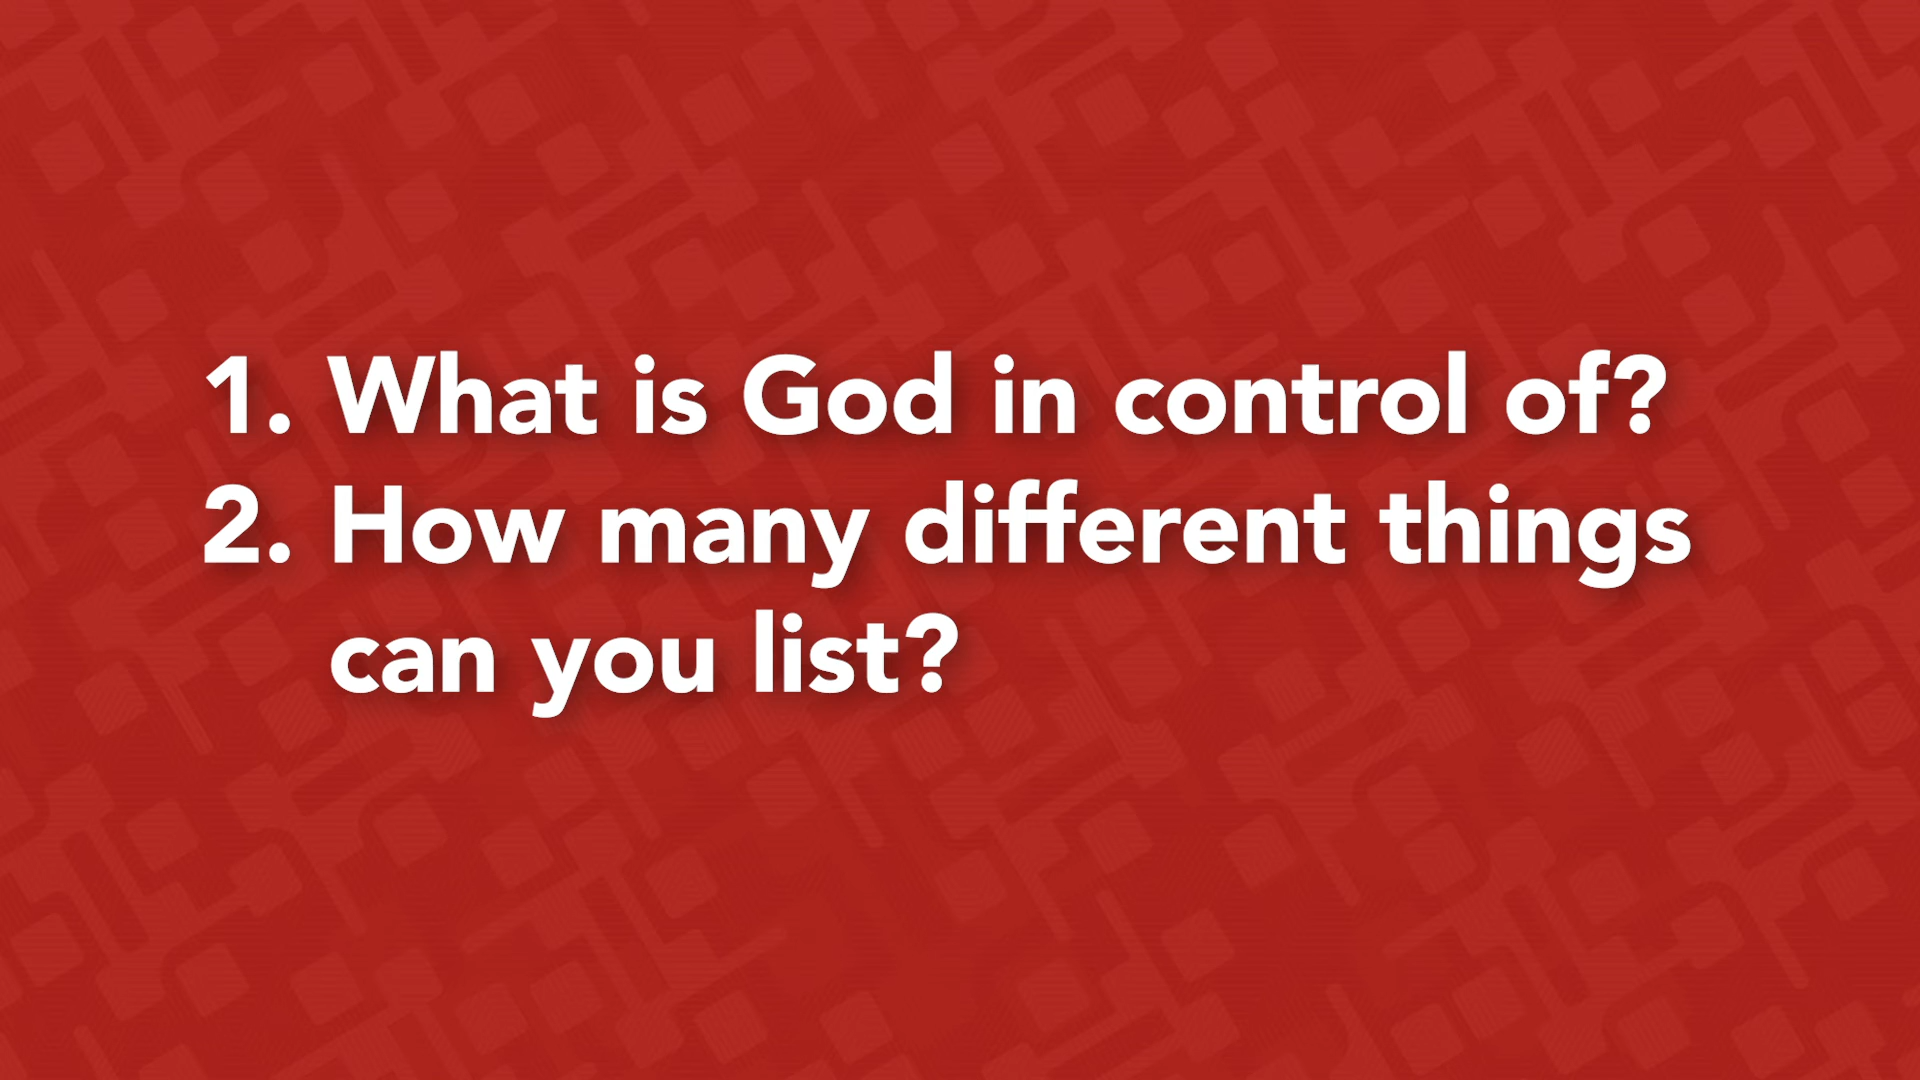 1. What is God in control of?
2. How many different things
can you list?